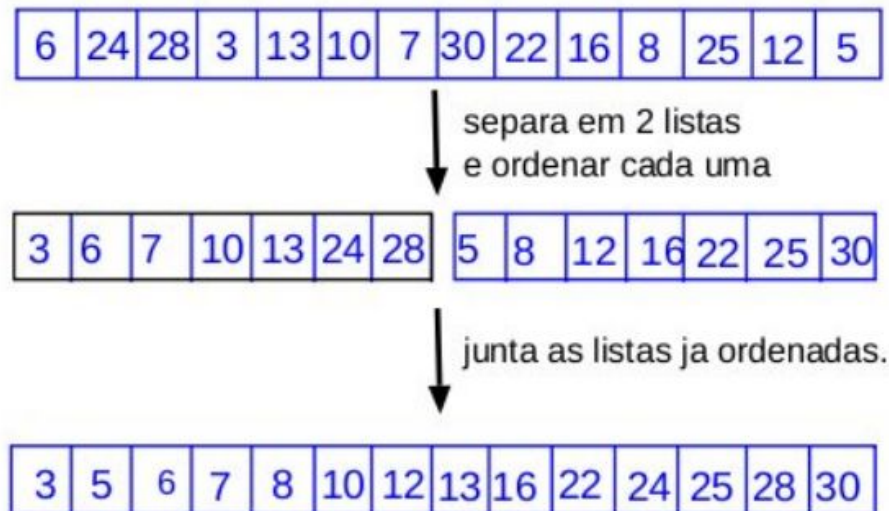 6 24 28 3 13 10 7 30 22 16 8 25 12 5
separa em 2 listas
e ordenar cada uma
3 6 7 10 13 24 28 5 8 12 16 22 25 30
junta as listas ja ordenadas.
3 5 6 7 8 10 12 13 16 22 24 25 28 30